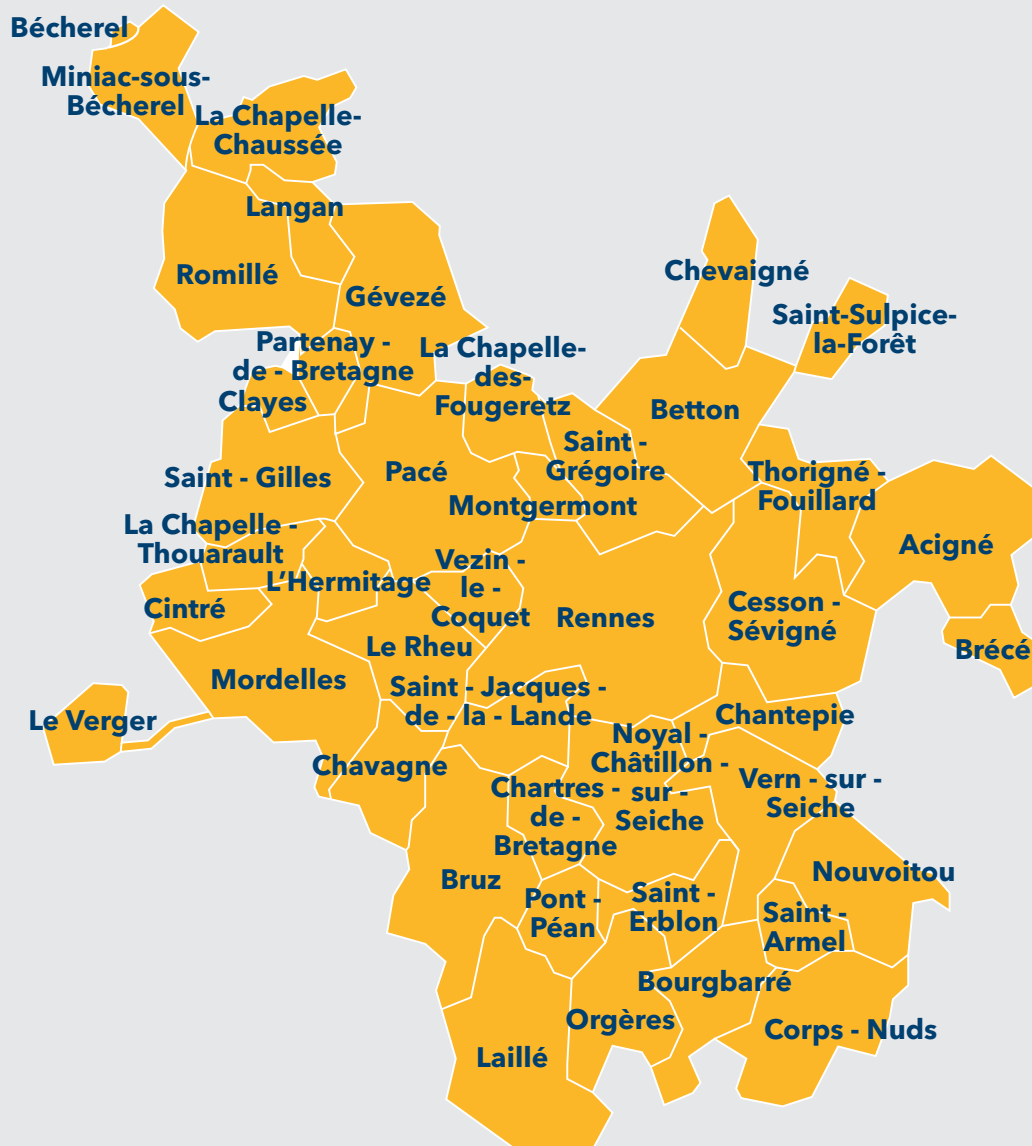 Bécherel
Miniac-sous-
Bécherel
La Chapelle-
Chaussée
Langan
Romillé
Gévezé
Chevaigné
Saint-Sulpice-
la-Forêt
Partenay -
de - Bretagne
La Chapelle-
des-
Fougeretz
Clayes
Betton
Saint -
Grégoire
Saint - Gilles
Pacé
Montgermont
Thorigné -
Fouillard
La Chapelle -
Thouarault
Acigné
L’Hermitage
Vezin -
le -
Coquet
Cintré
Rennes
Cesson -
Sévigné
Le Rheu
Brécé
Mordelles
Saint - Jacques -
de - la - Lande
Le Verger
Chantepie
Chavagne
Noyal -
Châtillon -
sur -
Seiche
Vern - sur -
Seiche
Chartres -
de -
Bretagne
Bruz
Nouvoitou
Pont -
Péan
Saint -
Erblon
Saint -
Armel
Bourgbarré
Orgères
Corps - Nuds
Laillé